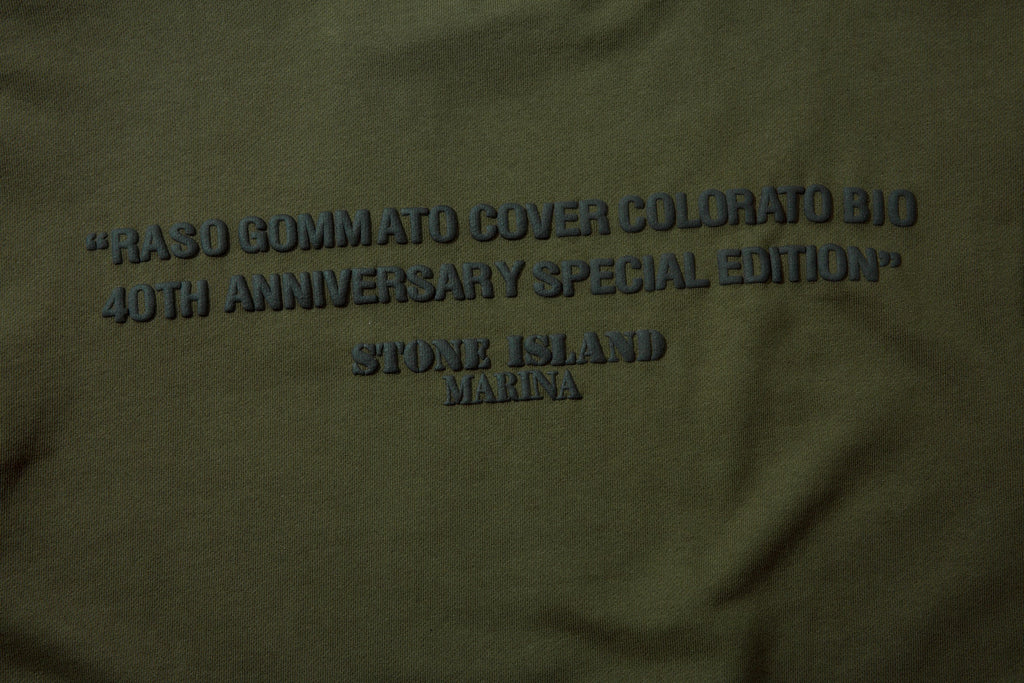 “RASO GOMMATO COVER COLORATO BIO
40TH ANNIVERSARY SPECIAL EDITION”
STONE ISLAND
MARINA